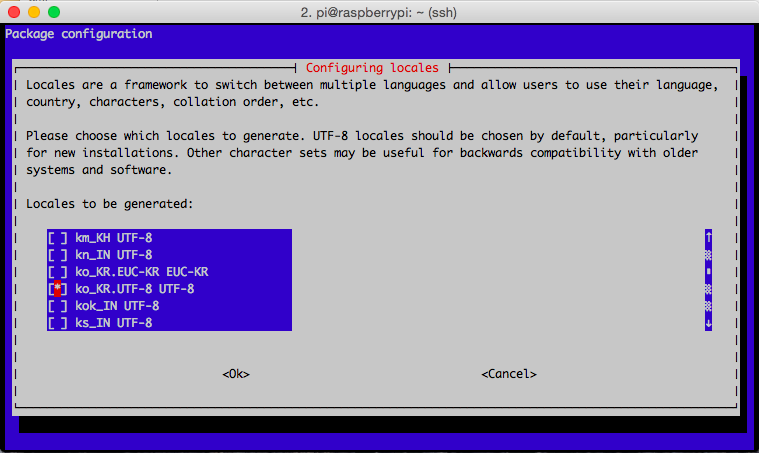 2. pi@raspberrypi: ~ (ssh)
Package configuration
Configuring locales
Locales are a framework to switch between multiple languages and allow users to use their language,
country, characters, collation order, etc.
Please choose which locales to generate. UTF-8 locales should be chosen by default, particularly
for new installations. Other character sets may be useful for backwards compatibility with older
systems and software.
Locales to be generated:
[ ] km_KH UTF-8
[ ] kn_IN UTF-8
[ ] ko_KR.EUC-KR EUC-KR
[*] ko_KR.UTF-8 UTF-8
[ ] kok_IN UTF-8
[ ] ks_IN UTF-8
<Ok> <Cancel>